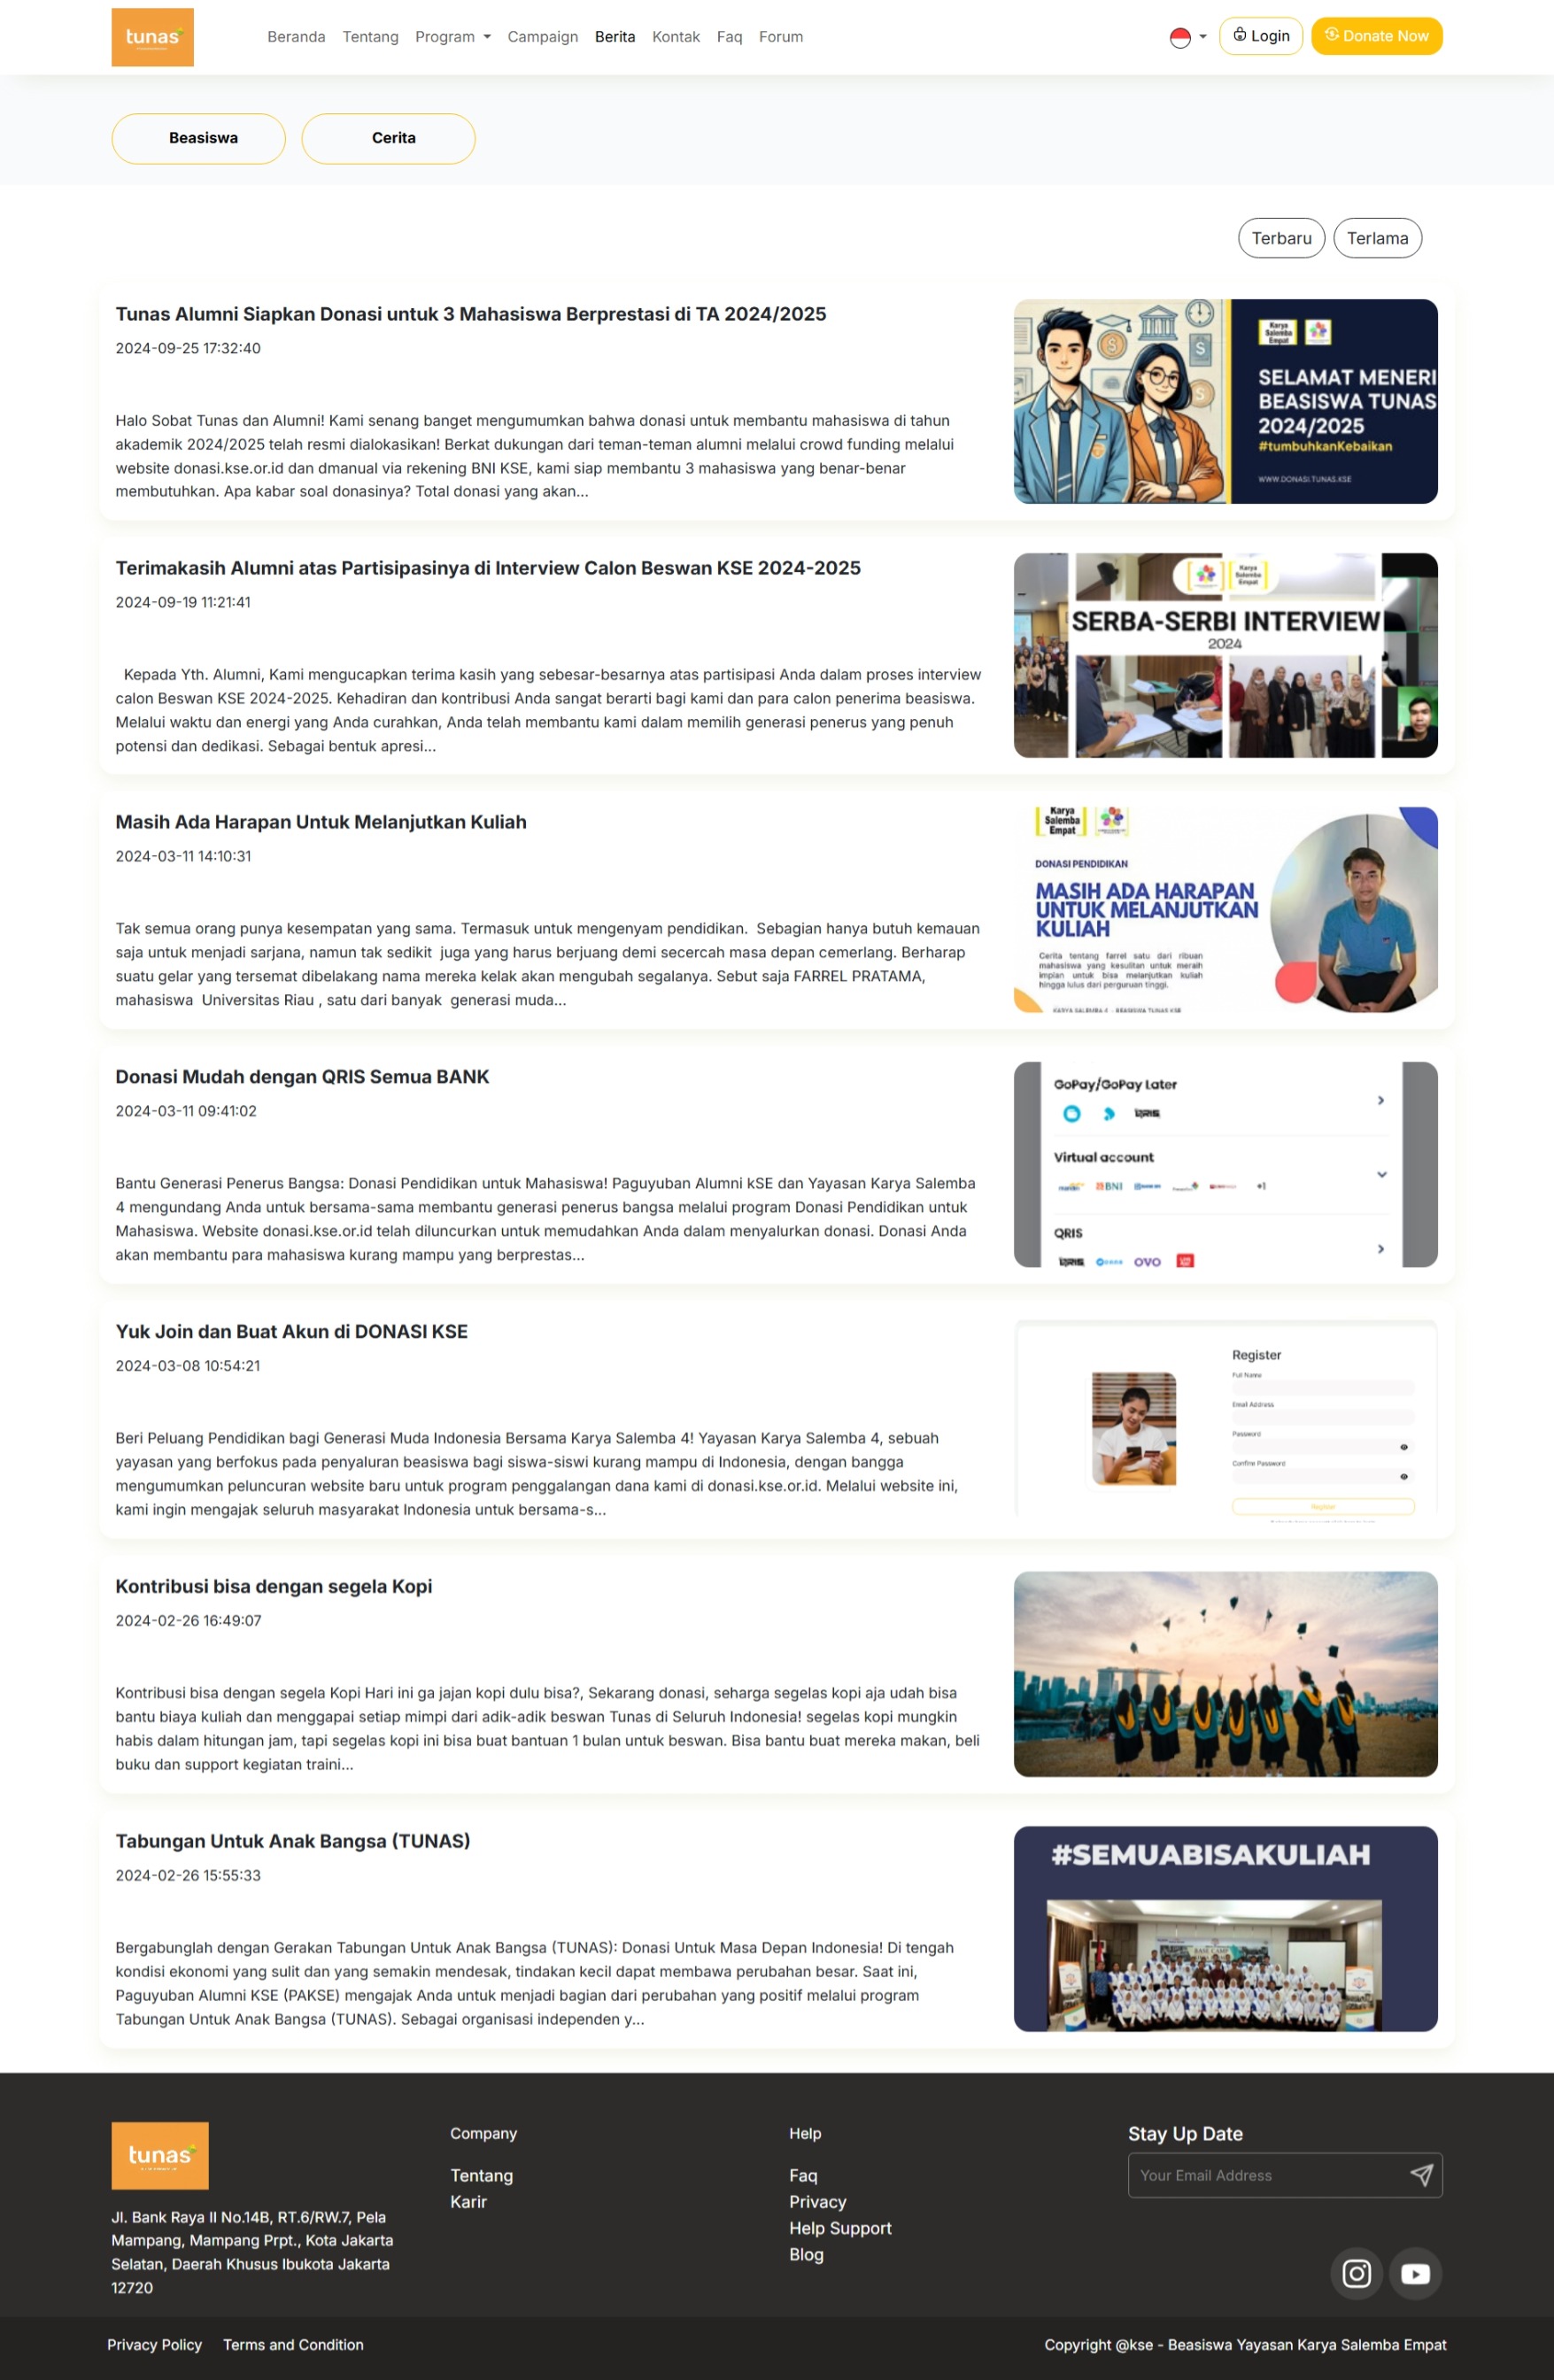 tunas
Beranda Tentang Program Campaign Berita Kontak Faq Forum
Login Donate Now
Beasiswa Cerita
Terbaru Terlama
Tunas Alumni Siapkan Donasi untuk 3 Mahasiswa Berprestasi di TA 2024/2025
2024-09-25 17:32:40
Halo Sobat Tunas dan Alumni! Kami senang banget mengumumkan bahwa donasi untuk membantu mahasiswa di tahun
akademik 2024/2025 telah resmi dialokasikan! Berkat dukungan dari teman-teman alumni melalui crowd funding melalui
website donasi.kse.or.id dan dmanual via rekening BNI KSE, kami siap membantu 3 mahasiswa yang benar-benar
membutuhkan. Apa kabar soal donasinya? Total donasi yang akan...
Karya
Salemba
Empat
SELAMAT MENERI
BEASISWA TUNAS
2024/2025
#tumbuhkanKebaikan
WWW.DONASI.TUNAS.KSE
Terimakasih Alumni atas Partisipasinya di Interview Calon Beswan KSE 2024-2025
2024-09-19 11:21:41
Kepada Yth. Alumni, Kami mengucapkan terima kasih yang sebesar-besarnya atas partisipasi Anda dalam proses interview
calon Beswan KSE 2024-2025. Kehadiran dan kontribusi Anda sangat berarti bagi kami dan para calon penerima beasiswa.
Melalui waktu dan energi yang Anda curahkan, Anda telah membantu kami dalam memilih generasi penerus yang penuh
potensi dan dedikasi. Sebagai bentuk apresi...
Karya
Salemba
Empat
SERBA-SERBI INTERVIEW
2024
Masih Ada Harapan Untuk Melanjutkan Kuliah
2024-03-11 14:10:31
Tak semua orang punya kesempatan yang sama. Termasuk untuk mengenyam pendidikan. Sebagian hanya butuh kemauan
saja untuk menjadi sarjana, namun tak sedikit juga yang harus berjuang demi secercah masa depan cemerlang. Berharap
suatu gelar yang tersemat dibelakang nama mereka kelak akan mengubah segalanya. Sebut saja FARREL PRATAMA,
mahasiswa Universitas Riau , satu dari banyak generasi muda...
Karya
Salemba
Empat
DONASI PENDIDIKAN
MASIH ADA HARAPAN
UNTUK MELANJUTKAN
KULIAH
Cerita tentang farrel satu dari ribuan
mahasiswa yang kesulitan untuk meraih
impian untuk bisa melanjutkan kuliah
hingga lulus dari perguruan tinggi.
KARYA SALEMBA 4 - BEASISWA TUNAS KSE
Donasi Mudah dengan QRIS Semua BANK
2024-03-11 09:41:02
Bantu Generasi Penerus Bangsa: Donasi Pendidikan untuk Mahasiswa! Paguyuban Alumni kSE dan Yayasan Karya Salemba
4 mengundang Anda untuk bersama-sama membantu generasi penerus bangsa melalui program Donasi Pendidikan untuk
Mahasiswa. Website donasi.kse.or.id telah diluncurkan untuk memudahkan Anda dalam menyalurkan donasi. Donasi Anda
akan membantu para mahasiswa kurang mampu yang berprestas...
GoPay/GoPay Later
QRIS
Virtual account
mandiri BNI +1
QRIS
QRIS OVO
Yuk Join dan Buat Akun di DONASI KSE
2024-03-08 10:54:21
Beri Peluang Pendidikan bagi Generasi Muda Indonesia Bersama Karya Salemba 4! Yayasan Karya Salemba 4, sebuah
yayasan yang berfokus pada penyaluran beasiswa bagi siswa-siswi kurang mampu di Indonesia, dengan bangga
mengumumkan peluncuran website baru untuk program penggalangan dana kami di donasi.kse.or.id. Melalui website ini,
kami ingin mengajak seluruh masyarakat Indonesia untuk bersama-s...
Register
Full Name
Email Address
Password
Confirm Password
Register
Kontribusi bisa dengan segela Kopi
2024-02-26 16:49:07
Kontribusi bisa dengan segela Kopi Hari ini ga jajan kopi dulu bisa?, Sekarang donasi, seharga segelas kopi aja udah bisa
bantu biaya kuliah dan menggapai setiap mimpi dari adik-adik beswan Tunas di Seluruh Indonesia! segelas kopi mungkin
habis dalam hitungan jam, tapi segelas kopi ini bisa buat bantuan 1 bulan untuk beswan. Bisa bantu buat mereka makan, beli
buku dan support kegiatan traini...
Tabungan Untuk Anak Bangsa (TUNAS)
2024-02-26 15:55:33
Bergabunglah dengan Gerakan Tabungan Untuk Anak Bangsa (TUNAS): Donasi Untuk Masa Depan Indonesia! Di tengah
kondisi ekonomi yang sulit dan yang semakin mendesak, tindakan kecil dapat membawa perubahan besar. Saat ini,
Paguyuban Alumni KSE (PAKSE) mengajak Anda untuk menjadi bagian dari perubahan yang positif melalui program
Tabungan Untuk Anak Bangsa (TUNAS). Sebagai organisasi independen y...
#SEMUABISAKULIAH
BASE CAMP
tunas
Jl. Bank Raya II No.14B, RT.6/RW.7, Pela
Mampang, Mampang Prpt., Kota Jakarta
Selatan, Daerah Khusus Ibukota Jakarta
12720
Company
Tentang
Karir
Help
Faq
Privacy
Help Support
Blog
Stay Up Date
Your Email Address
Privacy Policy Terms and Condition
Copyright @kse - Beasiswa Yayasan Karya Salemba Empat